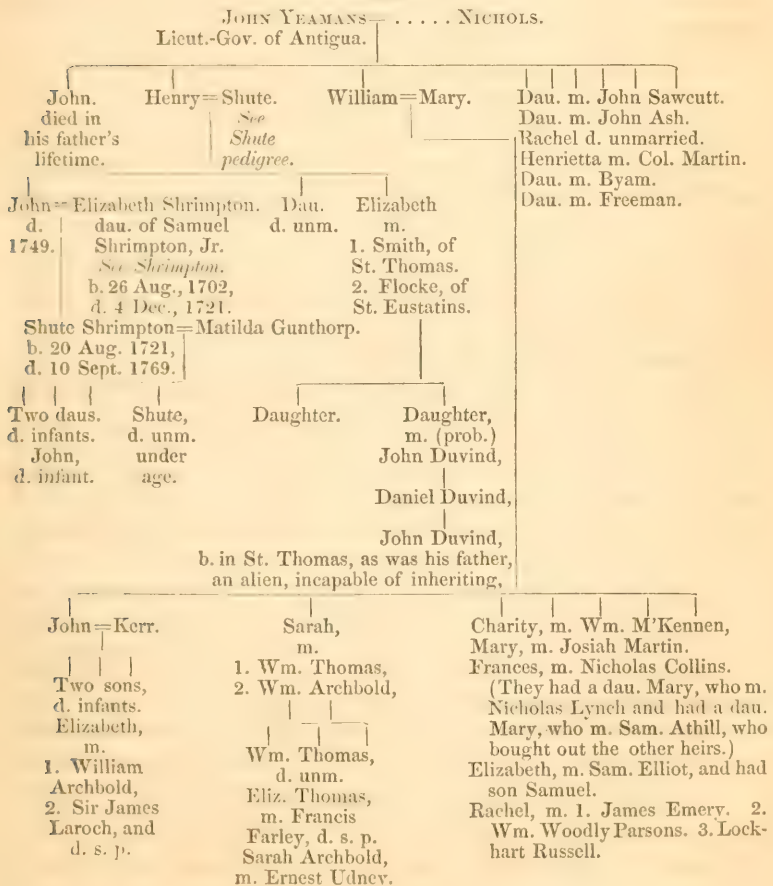 JOHN YEAMANS= . . . . . NICHOLS.
Lieut.-Gov. of Antigua.
John.
died in
his father's
lifetime.
Henry=Shute.
See
Shute
pedigree.
William=Mary.
Dau. m. John Sawcutt.
Dau. m. John Ash.
Rachel d. unmarried.
Henrietta m. Col. Martin.
Dau. m. Byam.
Dau. m. Freeman.
John=Elizabeth Shrimpton.
d. dau. of Samuel
1749. Shrimpton, Jr.
See Shrimpton.
b. 26 Aug., 1702,
d. 4 Dec., 1721.
Dau.
d. unm.
Elizabeth
m.
1. Smith, of
St. Thomas.
2. Flocke, of
St. Eustatins.
Shute Shrimpton=Matilda Gunthorp.
b. 20 Aug. 1721,
d. 10 Sept. 1769.
Two daus.
d. infants.
John,
d. infant.
Shute,
d. unm.
under
age.
Daughter.
Daughter,
m. (prob.)
John Duvind,
Daniel Duvind,
John Duvind,
b. in St. Thomas, as was his father,
an alien, incapable of inheriting,
John=Kerr.
Two sons,
d. infants.
Elizabeth,
m.
1. William
Archbold,
2. Sir James
Laroch, and
d. s. p.
Sarah,
m.
1. Wm. Thomas,
2. Wm. Archbold,
Wm. Thomas,
d. unm.
Eliz. Thomas,
m. Francis
Farley, d. s. p.
Sarah Archbold,
m. Ernest Udney.
Charity, m. Wm. M'Kennen,
Mary, m. Josiah Martin.
Frances, m. Nicholas Collins.
(They had a dau. Mary, who m.
Nicholas Lynch and had a dau.
Mary, who m. Sam. Athill, who
bought out the other heirs.)
Elizabeth, m. Sam. Elliot, and had
son Samuel.
Rachel, m. 1. James Emery. 2.
Wm. Woodly Parsons. 3. Lock-
hart Russell.